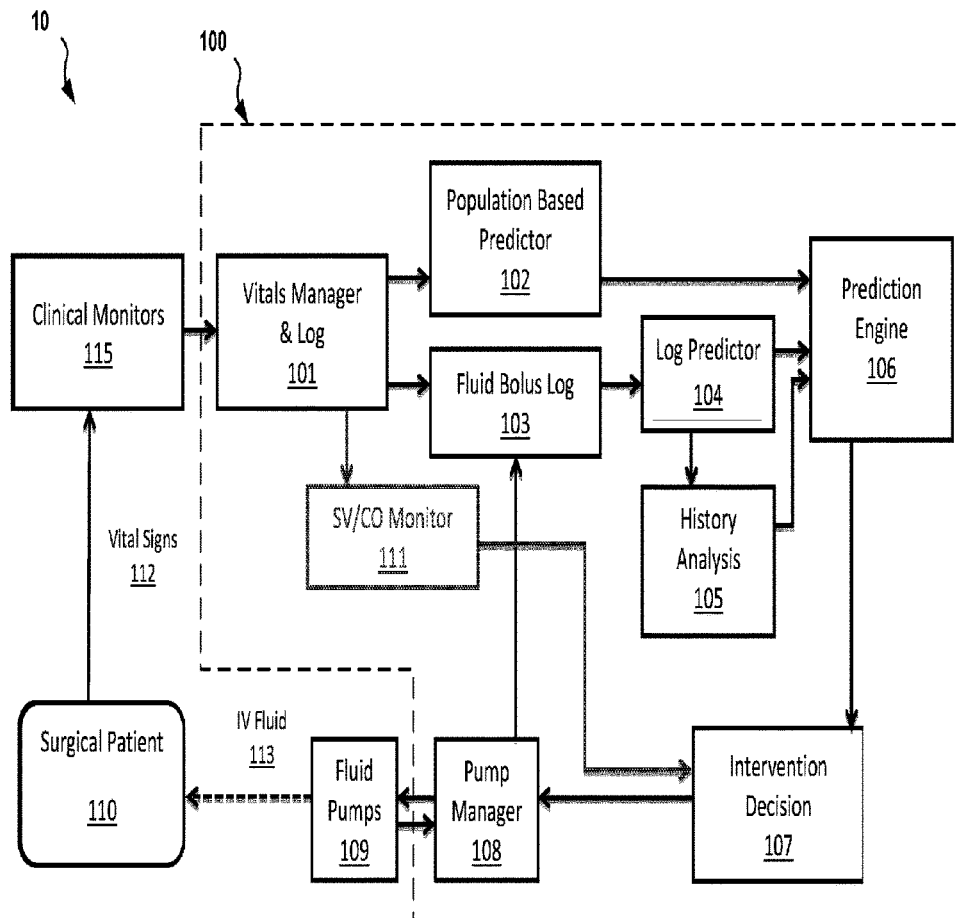 10
100
Population Based
Predictor
102
Clinical Monitors
115
Vitals Manager
& Log
101
Prediction
Engine
106
Fluid Bolus Log
103
Log Predictor
104
SV/CO Monitor
111
History
Analysis
105
Vital Signs
112
Surgical Patient
110
IV Fluid
113
Fluid
Pumps
109
Pump
Manager
108
Intervention
Decision
107